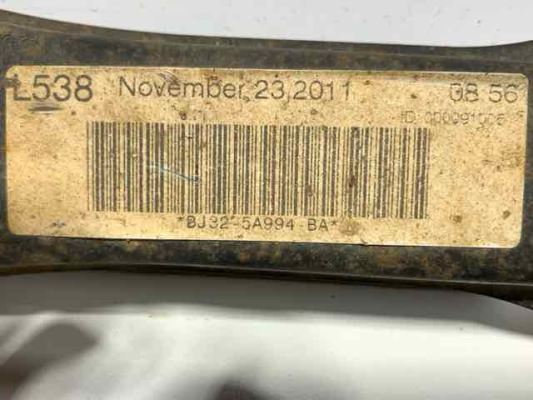 L538 November 23,2011 08 56
ID 000091006
*BJ32-5A994-BA*